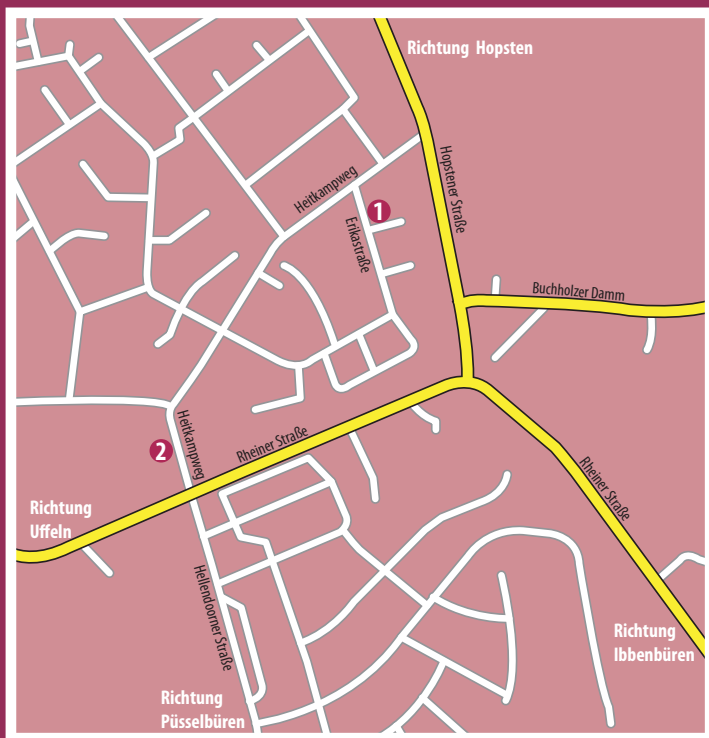 Richtung Hopsten
Hopstener Straße
Heitkampweg
1
Erikastraße
Buchholzer Damm
Heitkampweg
2
Rheiner Straße
Rheiner Straße
Richtung
Uffeln
Hellendoorner Straße
Richtung
Ibbenbüren
Richtung
Püsselbüren